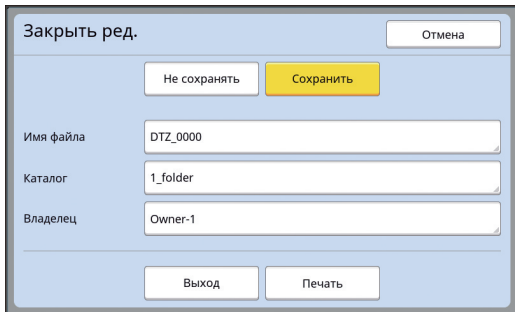 Закрыть ред.
Отмена
Не сохранять
Сохранить
Имя файла
DTZ_0000
Каталог
1_folder
Владелец
Owner-1
Выход
Печать